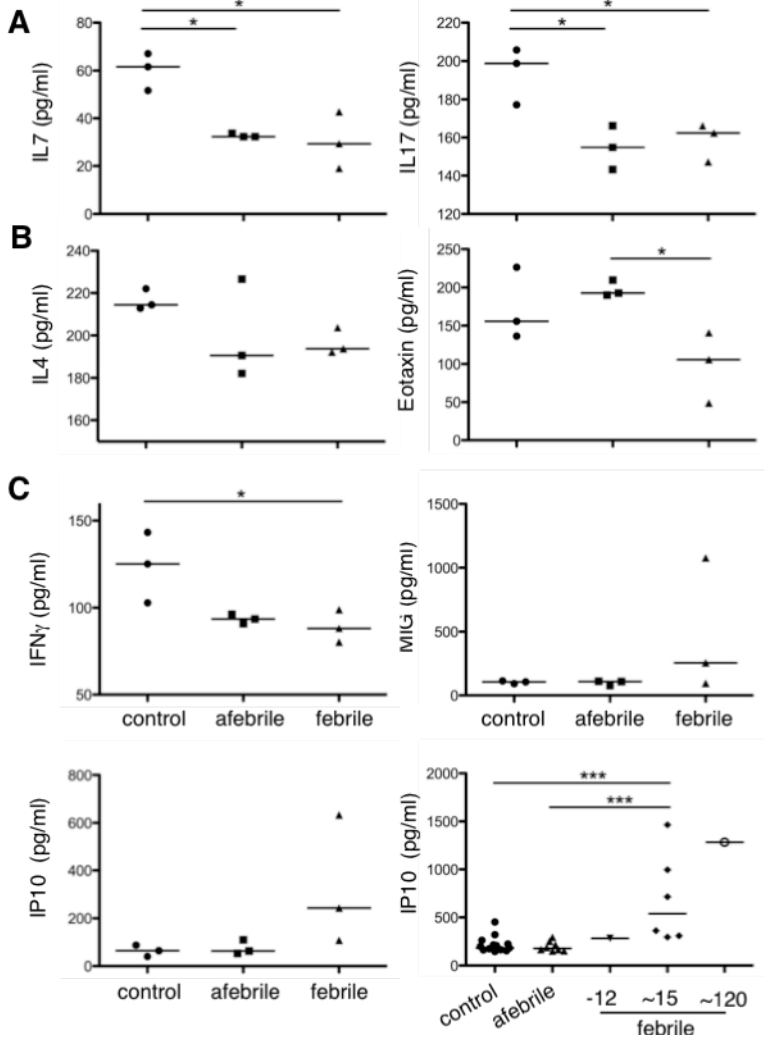 A
*
*
80
60
40
20
0
IL7 (pg/ml)
*
*
220
200
180
160
140
120
IL17 (pg/ml)
B
240
220
200
180
160
IL4 (pg/ml)
*
250
200
150
100
50
0
Eotaxin (pg/ml)
C
*
150
100
50
IFNγ (pg/ml)
control afebrile febrile
1500
1000
500
0
MIG (pg/ml)
control afebrile febrile
800
600
400
200
0
IP10 (pg/ml)
control afebrile febrile
***
***
2000
1500
1000
500
0
IP10 (pg/ml)
control afebrile -12 ~15 ~120
febrile